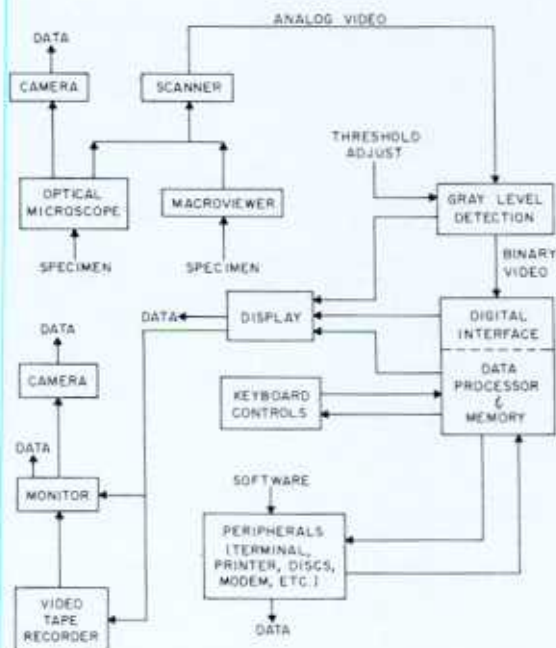 ANALOG VIDEO
DATA
CAMERA
SCANNER
THRESHOLD
ADJUST
OPTICAL
MICROSCOPE
MACROVIEWER
GRAY LEVEL
DETECTION
SPECIMEN
SPECIMEN
BINARY
VIDEO
DATA
DISPLAY
DIGITAL
INTERFACE
DATA
PROCESSOR
&
MEMORY
DATA
CAMERA
KEYBOARD
CONTROLS
DATA
MONITOR
SOFTWARE
PERIPHERALS
(TERMINAL,
PRINTER, DISCS,
MODEM, ETC.)
VIDEO
TAPE
RECORDER
DATA